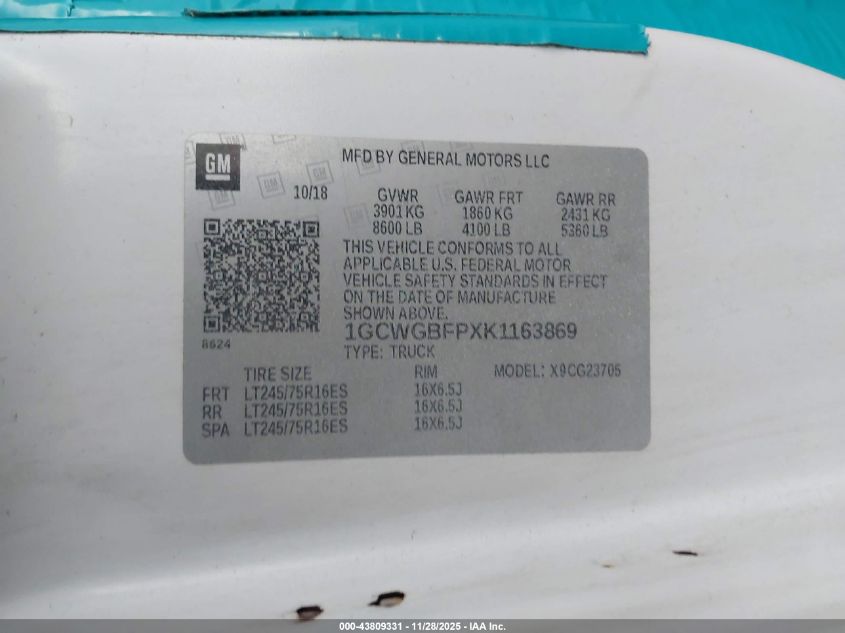 GM
MFD BY GENERAL MOTORS LLC
10/18
GVWR GAWR FRT GAWR RR
3901 KG 1860 KG 2431 KG
8600 LB 4100 LB 5360 LB
THIS VEHICLE CONFORMS TO ALL
APPLICABLE U.S. FEDERAL MOTOR
VEHICLE SAFETY STANDARDS IN EFFECT
ON THE DATE OF MANUFACTURE
SHOWN ABOVE.
1GCWGBFPXK1163869
8624
TYPE: TRUCK
TIRE SIZE RIM MODEL: X9CG23705
FRT LT245/75R16ES 16X6.5J
RR LT245/75R16ES 16X6.5J
SPA LT245/75R16ES 16X6.5J
000-43809331 - 11/28/2025 - IAA Inc.